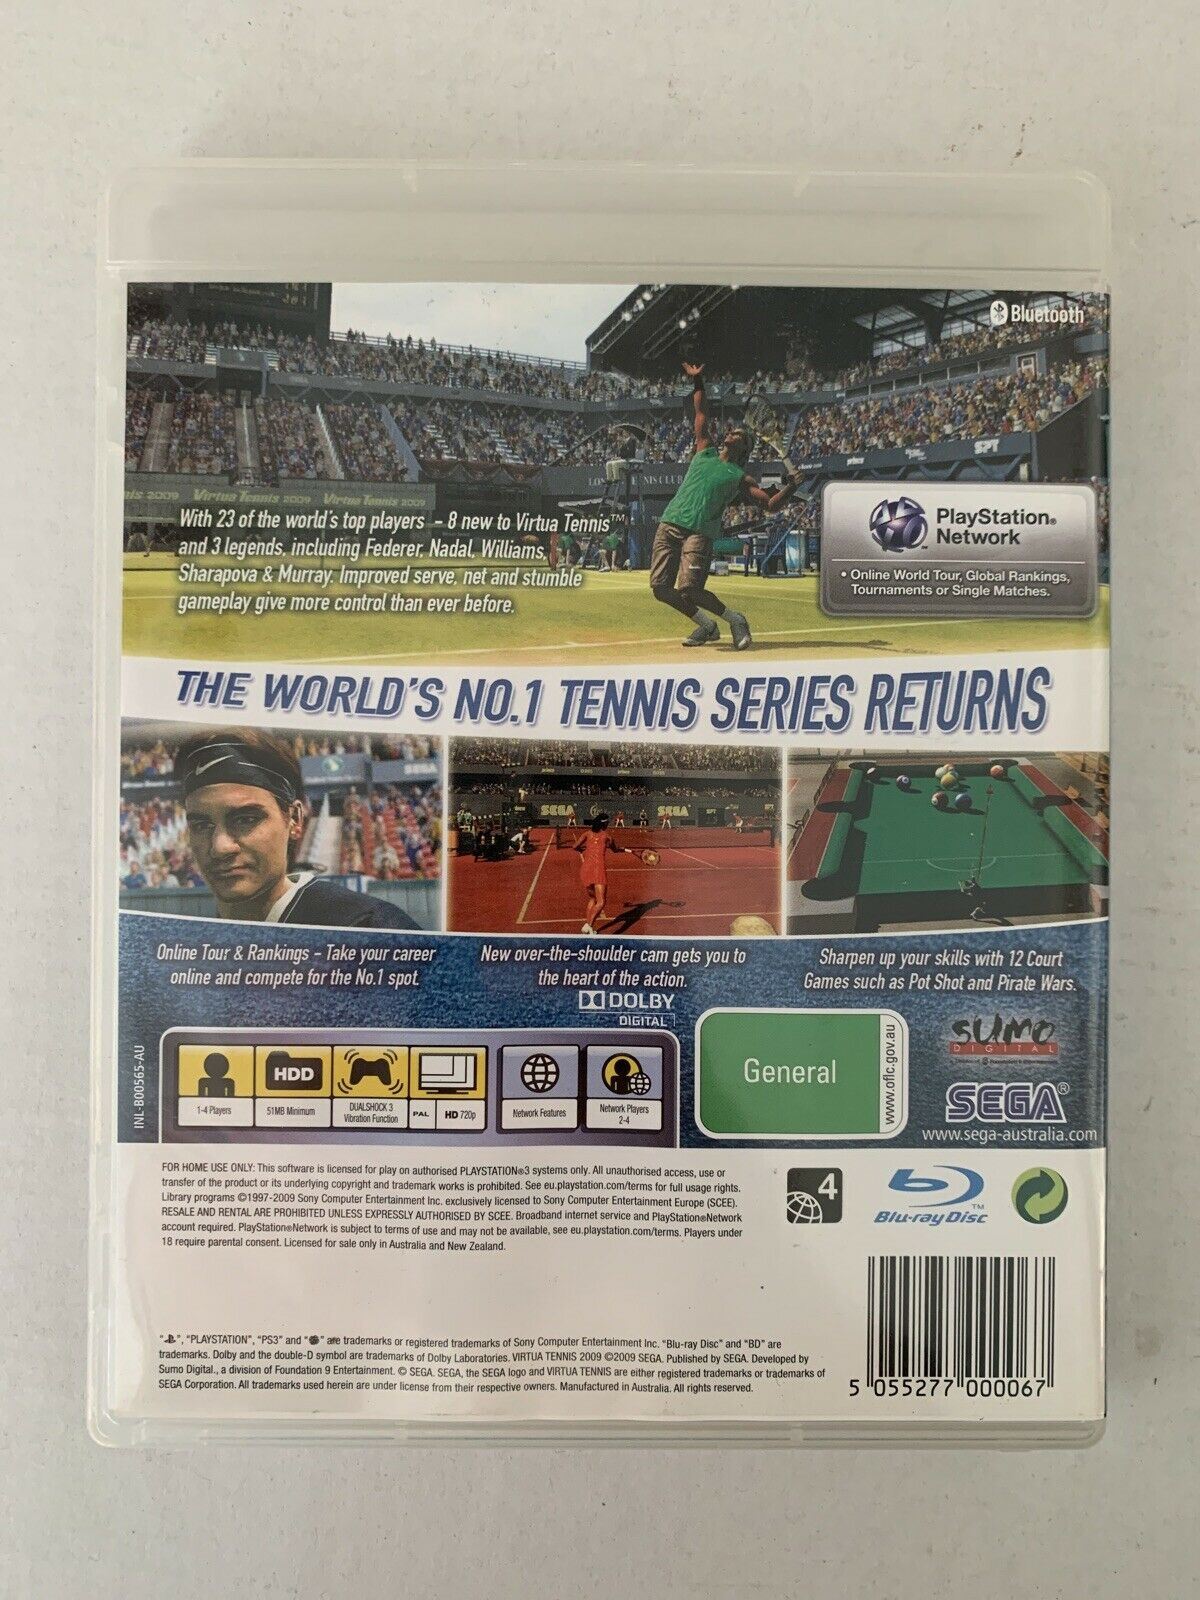 Bluetooth
LON TENNIS CLUB
prince
SPT
is 2009 Virtua Tennis 2009 Virtua Tennis 2009
With 23 of the world's top players - 8 new to Virtua Tennis™
and 3 legends, including Federer, Nadal, Williams,
Sharapova & Murray. Improved serve, net and stumble
gameplay give more control than ever before.
PlayStation®
Network
• Online World Tour, Global Rankings,
Tournaments or Single Matches.
THE WORLD'S NO.1 TENNIS SERIES RETURNS
SEGA
SEGA
SEGA
Online Tour & Rankings - Take your career
online and compete for the No.1 spot.
New over-the-shoulder cam gets you to
the heart of the action.
Sharpen up your skills with 12 Court
Games such as Pot Shot and Pirate Wars.
DOLBY
DIGITAL
INL-B00565-AU
1-4 Players
HDD
51MB Minimum
DUALSHOCK 3
Vibration Function
PAL
HD 720p
Network Features
Network Players
2-4
General
www.oflc.gov.au
SUMO
DIGITAL
SEGA®
www.sega-australia.com
FOR HOME USE ONLY: This software is licensed for play on authorised PLAYSTATION®3 systems only. All unauthorised access, use or
transfer of the product or its underlying copyright and trademark works is prohibited. See eu.playstation.com/terms for full usage rights.
Library programs ©1997-2009 Sony Computer Entertainment Inc. exclusively licensed to Sony Computer Entertainment Europe (SCEE).
RESALE AND RENTAL ARE PROHIBITED UNLESS EXPRESSLY AUTHORISED BY SCEE. Broadband internet service and PlayStation®Network
account required. PlayStation®Network is subject to terms of use and may not be available, see eu.playstation.com/terms. Players under
18 require parental consent. Licensed for sale only in Australia and New Zealand.
4
Blu-ray Disc™
" ", "PLAYSTATION", "PS3" and " " are trademarks or registered trademarks of Sony Computer Entertainment Inc. "Blu-ray Disc" and "BD" are
trademarks. Dolby and the double-D symbol are trademarks of Dolby Laboratories. VIRTUA TENNIS 2009 ©2009 SEGA. Published by SEGA. Developed by
Sumo Digital., a division of Foundation 9 Entertainment. © SEGA. SEGA, the SEGA logo and VIRTUA TENNIS are either registered trademarks or trademarks of
SEGA Corporation. All trademarks used herein are under license from their respective owners. Manufactured in Australia. All rights reserved.
5 055277 000067